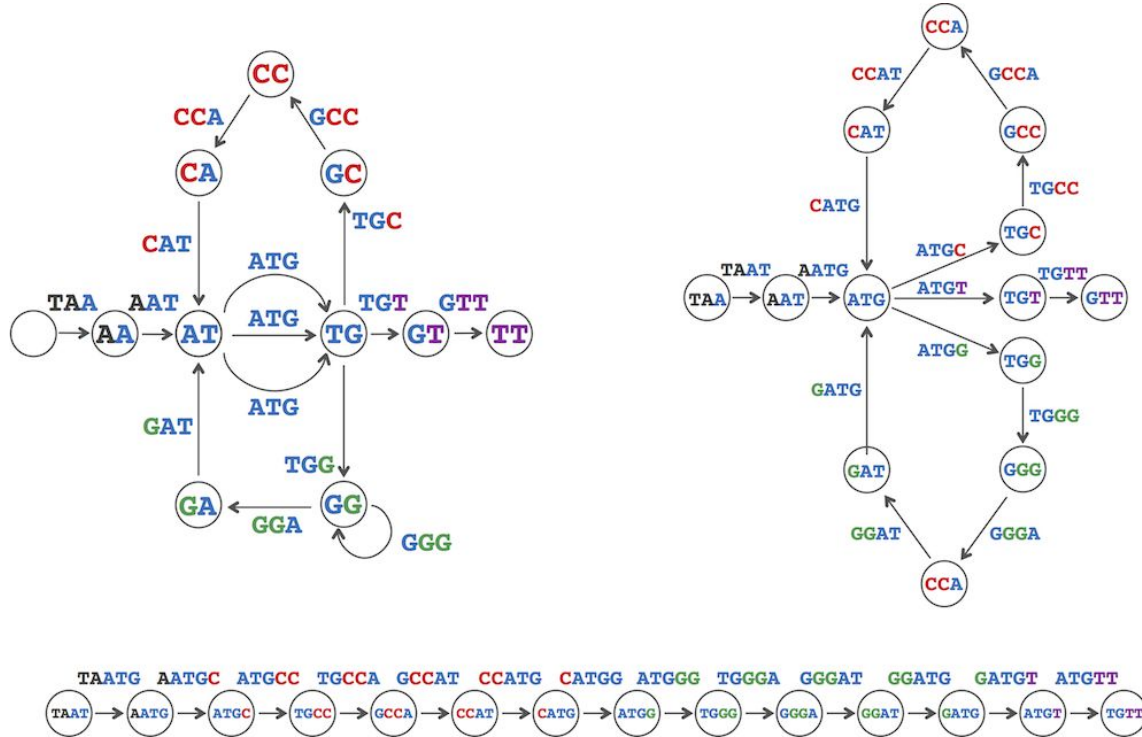 CC
CCA GCC
CA GC
TGC
CAT
ATG
TAA AAT ATG TGT GTT
AA AT TG GT TT
ATG
GAT
TGG
GA GG
GGA
GGG
CCA
CCAT GCCA
CAT GCC
TGCC
CATG
TGC
ATGC
TAAT AATG ATGT TGTT
TAA AAT ATG TGT GTT
ATGG
TGG
GATG
TGGG
GAT GGG
GGAT GGGA
CCA
TAATG AATGC ATGCC TGCCA GCCAT CCATG CATGG ATGGG TGGGA GGGAT GGATG GATGT ATGTT
TAAT AATG ATGC TGCC GCCA CCAT CATG ATGG TGGG GGGA GGAT GATG ATGT TGTT